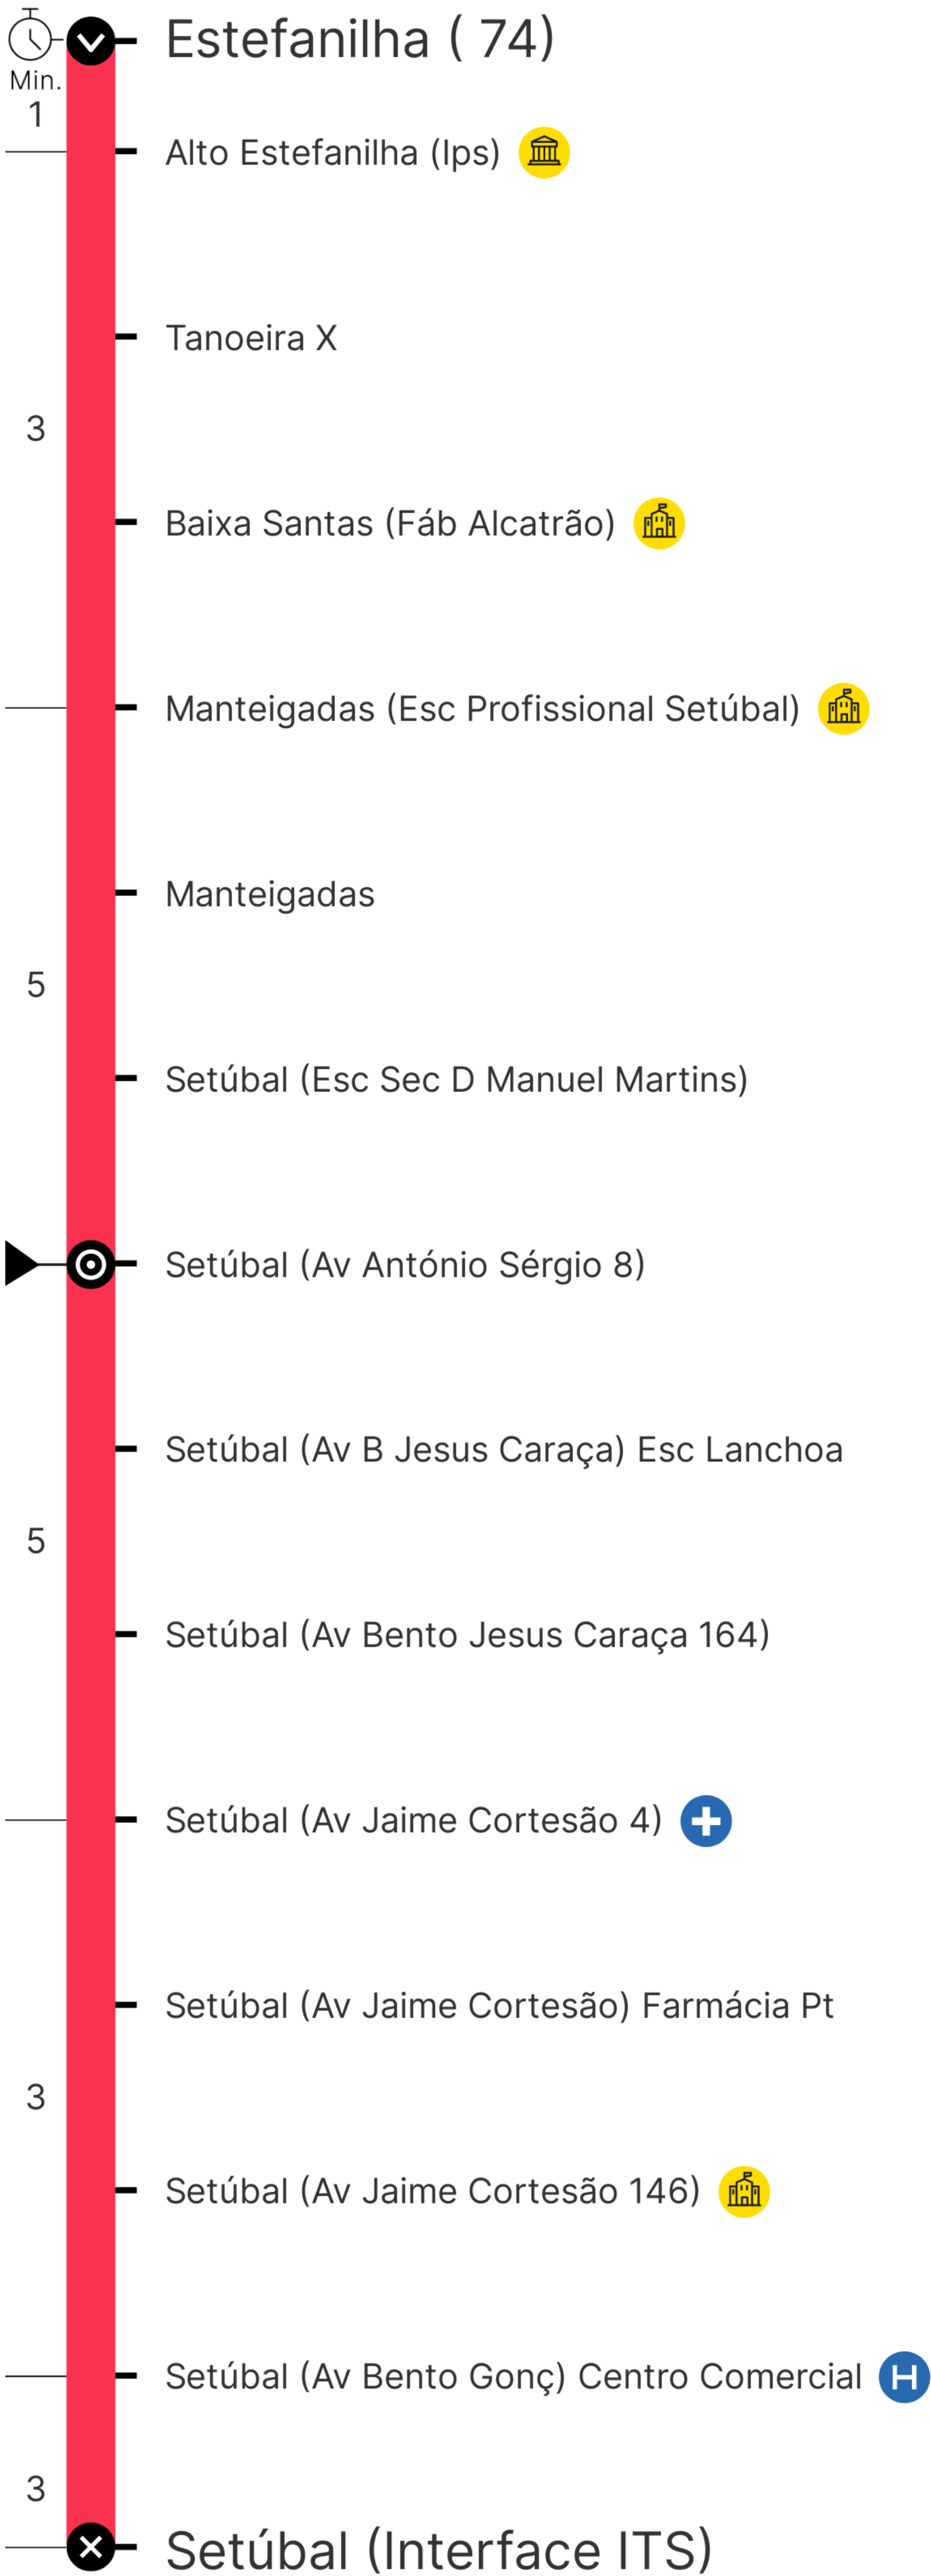 Estefanilha ( 74)
Min.
1
Alto Estefanilha (Ips)
Tanoeira X
3
Baixa Santas (Fáb Alcatrão)
Manteigadas (Esc Profissional Setúbal)
Manteigadas
5
Setúbal (Esc Sec D Manuel Martins)
Setúbal (Av António Sérgio 8)
Setúbal (Av B Jesus Caraça) Esc Lanchoa
5
Setúbal (Av Bento Jesus Caraça 164)
Setúbal (Av Jaime Cortesão 4)
Setúbal (Av Jaime Cortesão) Farmácia Pt
3
Setúbal (Av Jaime Cortesão 146)
Setúbal (Av Bento Gonç) Centro Comercial H
3
Setúbal (Interface ITS)